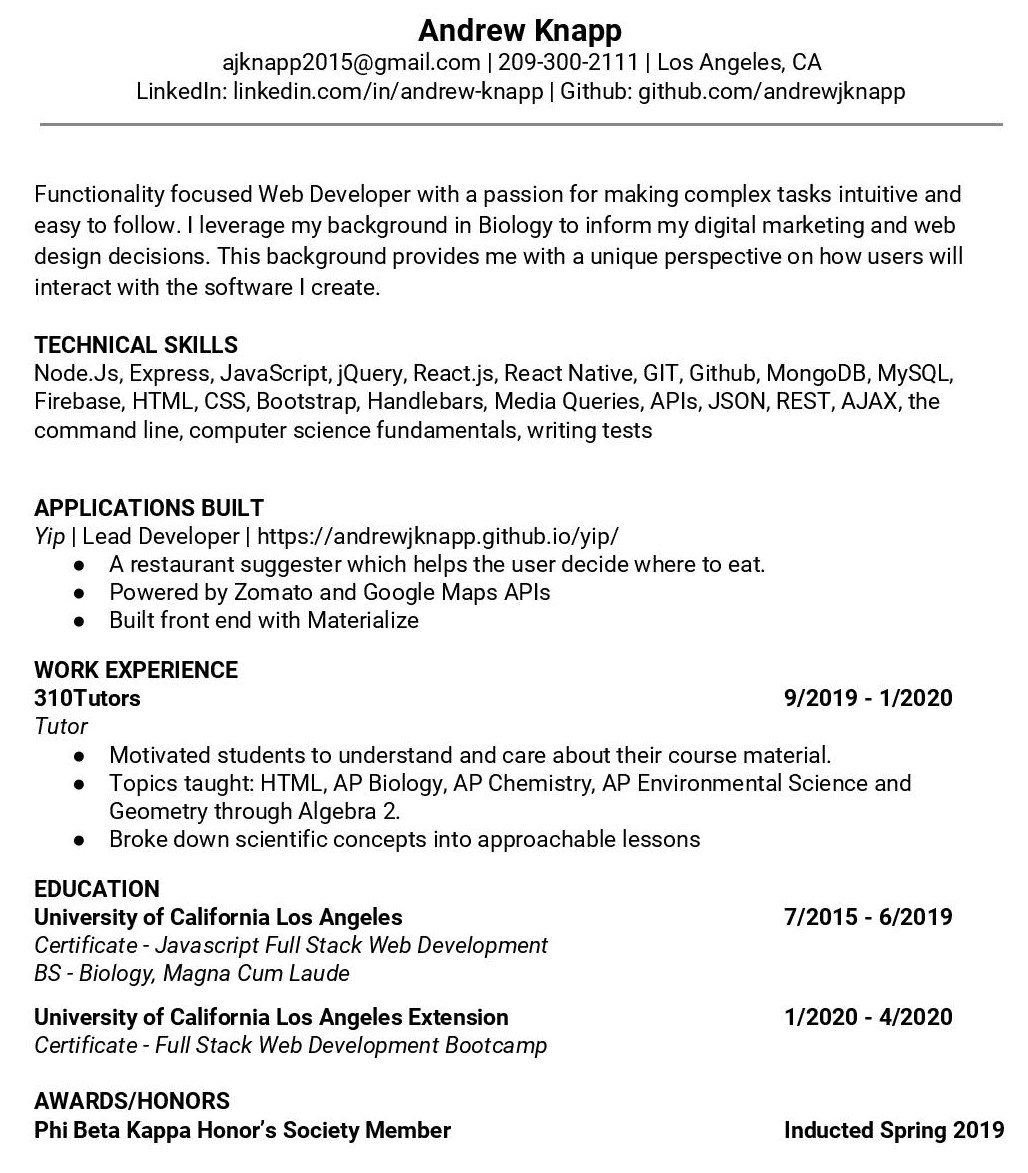 Andrew Knapp
ajknapp2015@gmail.com | 209-300-2111 | Los Angeles, CA
LinkedIn: linkedin.com/in/andrew-knapp | Github: github.com/andrewjknapp
Functionality focused Web Developer with a passion for making complex tasks intuitive and
easy to follow. I leverage my background in Biology to inform my digital marketing and web
design decisions. This background provides me with a unique perspective on how users will
interact with the software I create.
TECHNICAL SKILLS
Node.Js, Express, JavaScript, jQuery, React.js, React Native, GIT, Github, MongoDB, MySQL,
Firebase, HTML, CSS, Bootstrap, Handlebars, Media Queries, APIs, JSON, REST, AJAX, the
command line, computer science fundamentals, writing tests
APPLICATIONS BUILT
Yip | Lead Developer | https://andrewjknapp.github.io/yip/
● A restaurant suggester which helps the user decide where to eat.
● Powered by Zomato and Google Maps APIs
● Built front end with Materialize
WORK EXPERIENCE
310Tutors 9/2019 - 1/2020
Tutor
● Motivated students to understand and care about their course material.
● Topics taught: HTML, AP Biology, AP Chemistry, AP Environmental Science and
Geometry through Algebra 2.
● Broke down scientific concepts into approachable lessons
EDUCATION
University of California Los Angeles 7/2015 - 6/2019
Certificate - Javascript Full Stack Web Development
BS - Biology, Magna Cum Laude
University of California Los Angeles Extension 1/2020 - 4/2020
Certificate - Full Stack Web Development Bootcamp
AWARDS/HONORS
Phi Beta Kappa Honor's Society Member Inducted Spring 2019